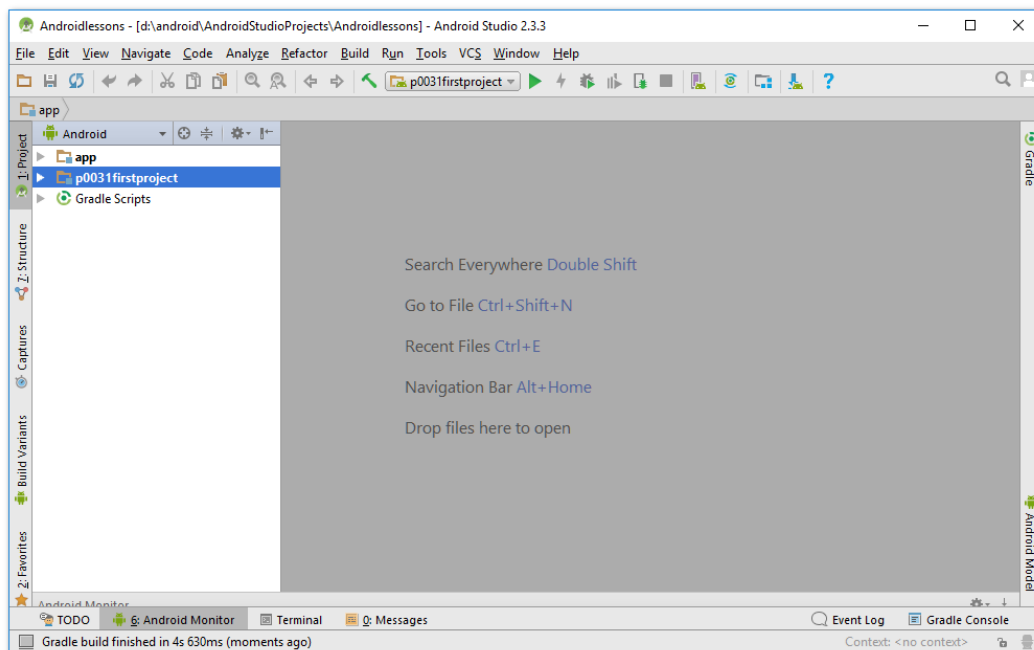 Androidlessons - [d:\android\AndroidStudioProjects\Androidlessons] - Android Studio 2.3.3
File Edit View Navigate Code Analyze Refactor Build Run Tools VCS Window Help
p0031firstproject
app
1: Project
Android
app
p0031firstproject
Gradle Scripts
7: Structure
Captures
Build Variants
2: Favorites
Search Everywhere Double Shift
Go to File Ctrl+Shift+N
Recent Files Ctrl+E
Navigation Bar Alt+Home
Drop files here to open
Gradle
Android Model
Android Monitor
TODO 6: Android Monitor Terminal 0: Messages Event Log Gradle Console
Gradle build finished in 4s 630ms (moments ago) Context: <no context>